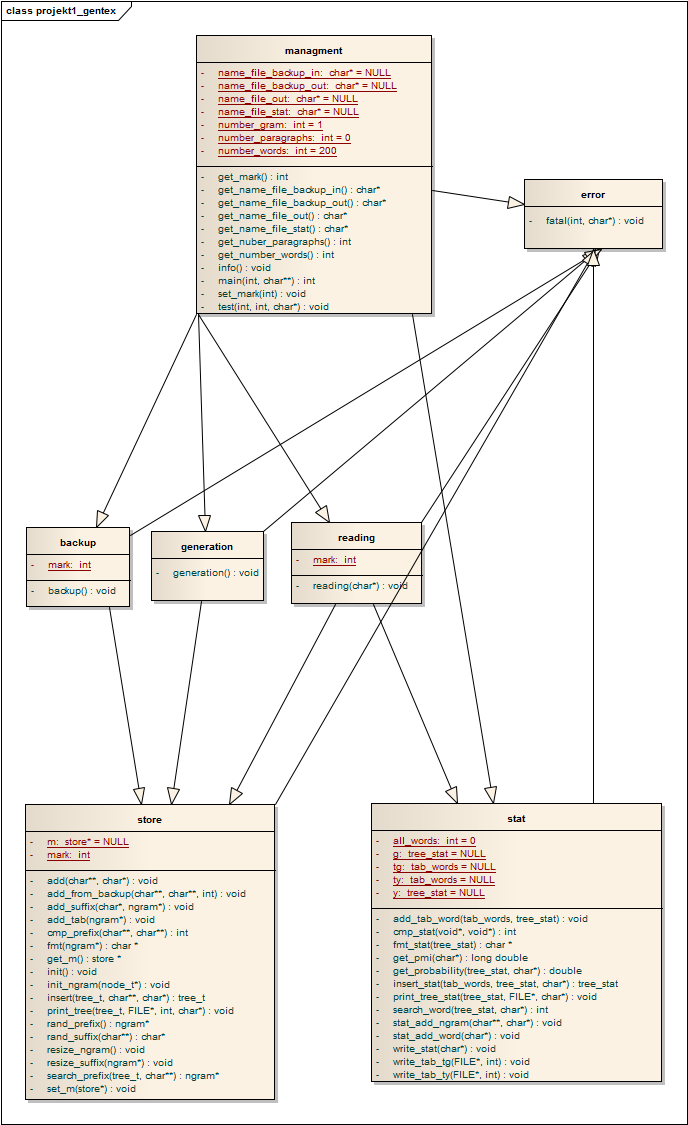 class projekt1_gentex
managment
- name_file_backup_in: char* = NULL
- name_file_backup_out: char* = NULL
- name_file_out: char* = NULL
- name_file_stat: char* = NULL
- number_gram: int = 1
- number_paragraphs: int = 0
- number_words: int = 200
- get_mark() : int
- get_name_file_backup_in() : char*
- get_name_file_backup_out() : char*
- get_name_file_out() : char*
- get_name_file_stat() : char*
- get_nuber_paragraphs() : int
- get_number_words() : int
- info() : void
- main(int, char**) : int
- set_mark(int) : void
- test(int, int, char*) : void
error
- fatal(int, char*) : void
backup
- mark: int
- backup() : void
generation
- generation() : void
reading
- mark: int
- reading(char*) : void
store
- m: store* = NULL
- mark: int
- add(char**, char*) : void
- add_from_backup(char**, char**, int) : void
- add_suffix(char*, ngram*) : void
- add_tab(ngram*) : void
- cmp_prefix(char**, char**) : int
- fmt(ngram*) : char *
- get_m() : store *
- init() : void
- init_ngram(node_t*) : void
- insert(tree_t, char**, char*) : tree_t
- print_tree(tree_t, FILE*, int, char*) : void
- rand_prefix() : ngram*
- rand_suffix(char**) : char*
- resize_ngram() : void
- resize_suffix(ngram*) : void
- search_prefix(tree_t, char**) : ngram*
- set_m(store*) : void
stat
- all_words: int = 0
- g: tree_stat = NULL
- tg: tab_words = NULL
- ty: tab_words = NULL
- y: tree_stat = NULL
- add_tab_word(tab_words, tree_stat) : void
- cmp_stat(void*, void*) : int
- fmt_stat(tree_stat) : char *
- get_pmi(char*) : long double
- get_probability(tree_stat, char*) : double
- insert_stat(tab_words, tree_stat, char*) : tree_stat
- print_tree_stat(tree_stat, FILE*, char*) : void
- search_word(tree_stat, char*) : int
- stat_add_ngram(char**, char*) : void
- stat_add_word(char*) : void
- write_stat(char*) : void
- write_tab_tg(FILE*, int) : void
- write_tab_ty(FILE*, int) : void